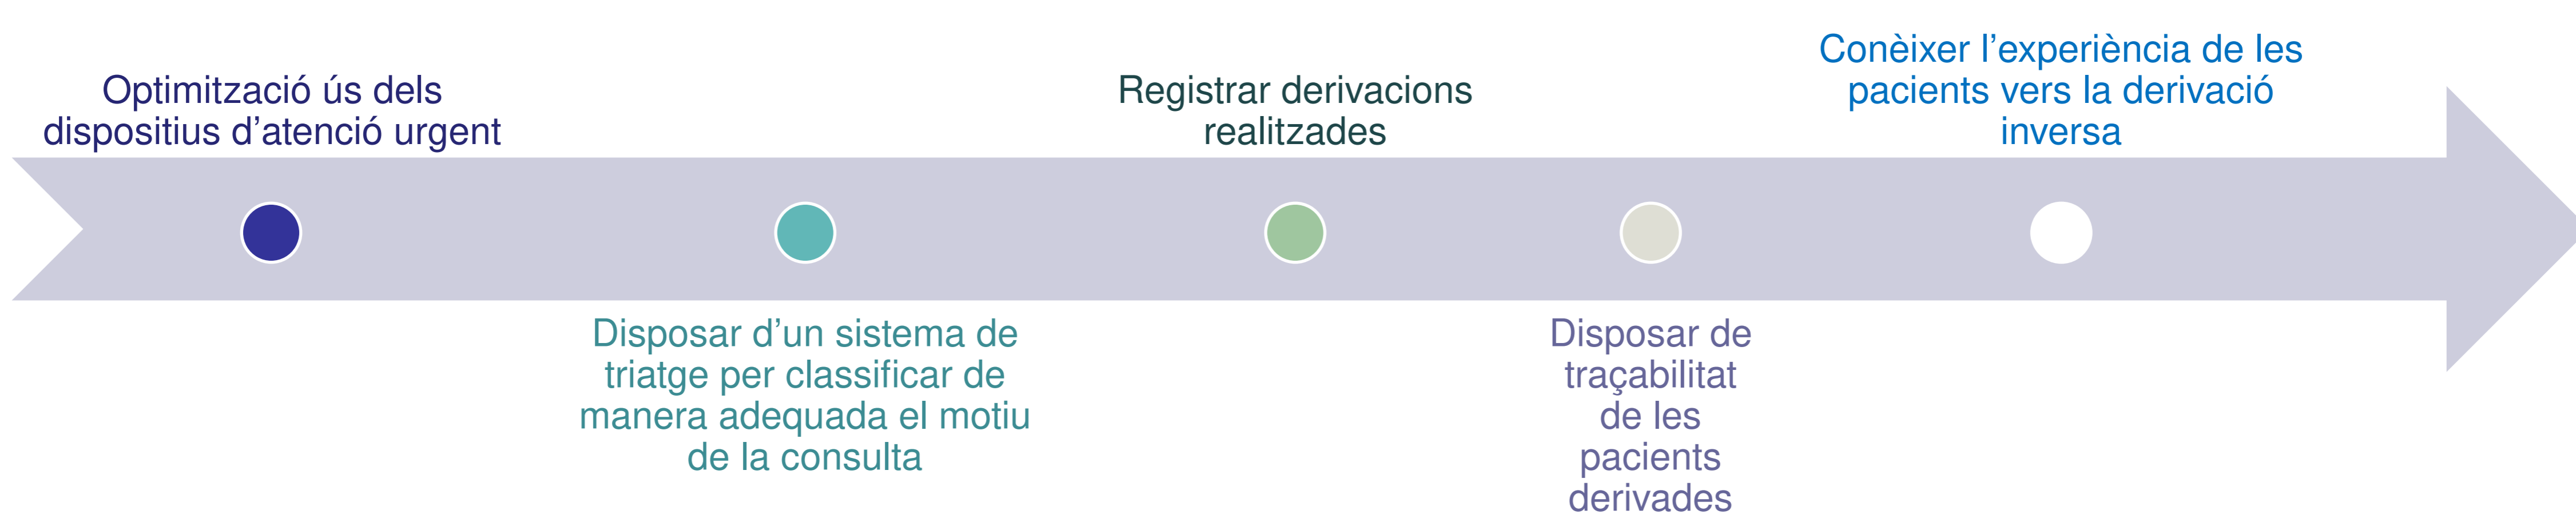 Optimització ús dels
dispositius d’atenció urgent
Disposar d’un sistema de
triatge per classificar de
manera adequada el motiu
de la consulta
Registrar derivacions
realitzades
Disposar de
traçabilitat
de les
pacients
derivades
Conèixer l’experiència de les
pacients vers la derivació
inversa